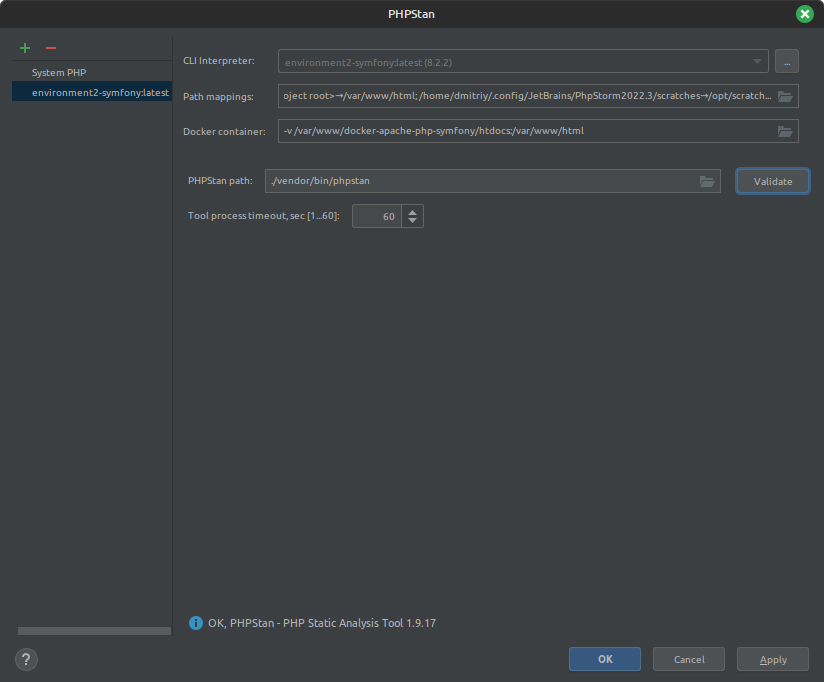 PHPStan
System PHP
environment2-symfony:latest
CLI Interpreter:
environment2-symfony:latest (8.2.2)
...
Path mappings:
oject root>→/var/www/html; /home/dmitriy/.config/JetBrains/PhpStorm2022.3/scratches→/opt/scratch...
Docker container:
-v /var/www/docker-apache-php-symfony/htdocs:/var/www/html
PHPStan path:
./vendor/bin/phpstan
Validate
Tool process timeout, sec [1...60]:
60
OK, PHPStan - PHP Static Analysis Tool 1.9.17
?
OK
Cancel
Apply